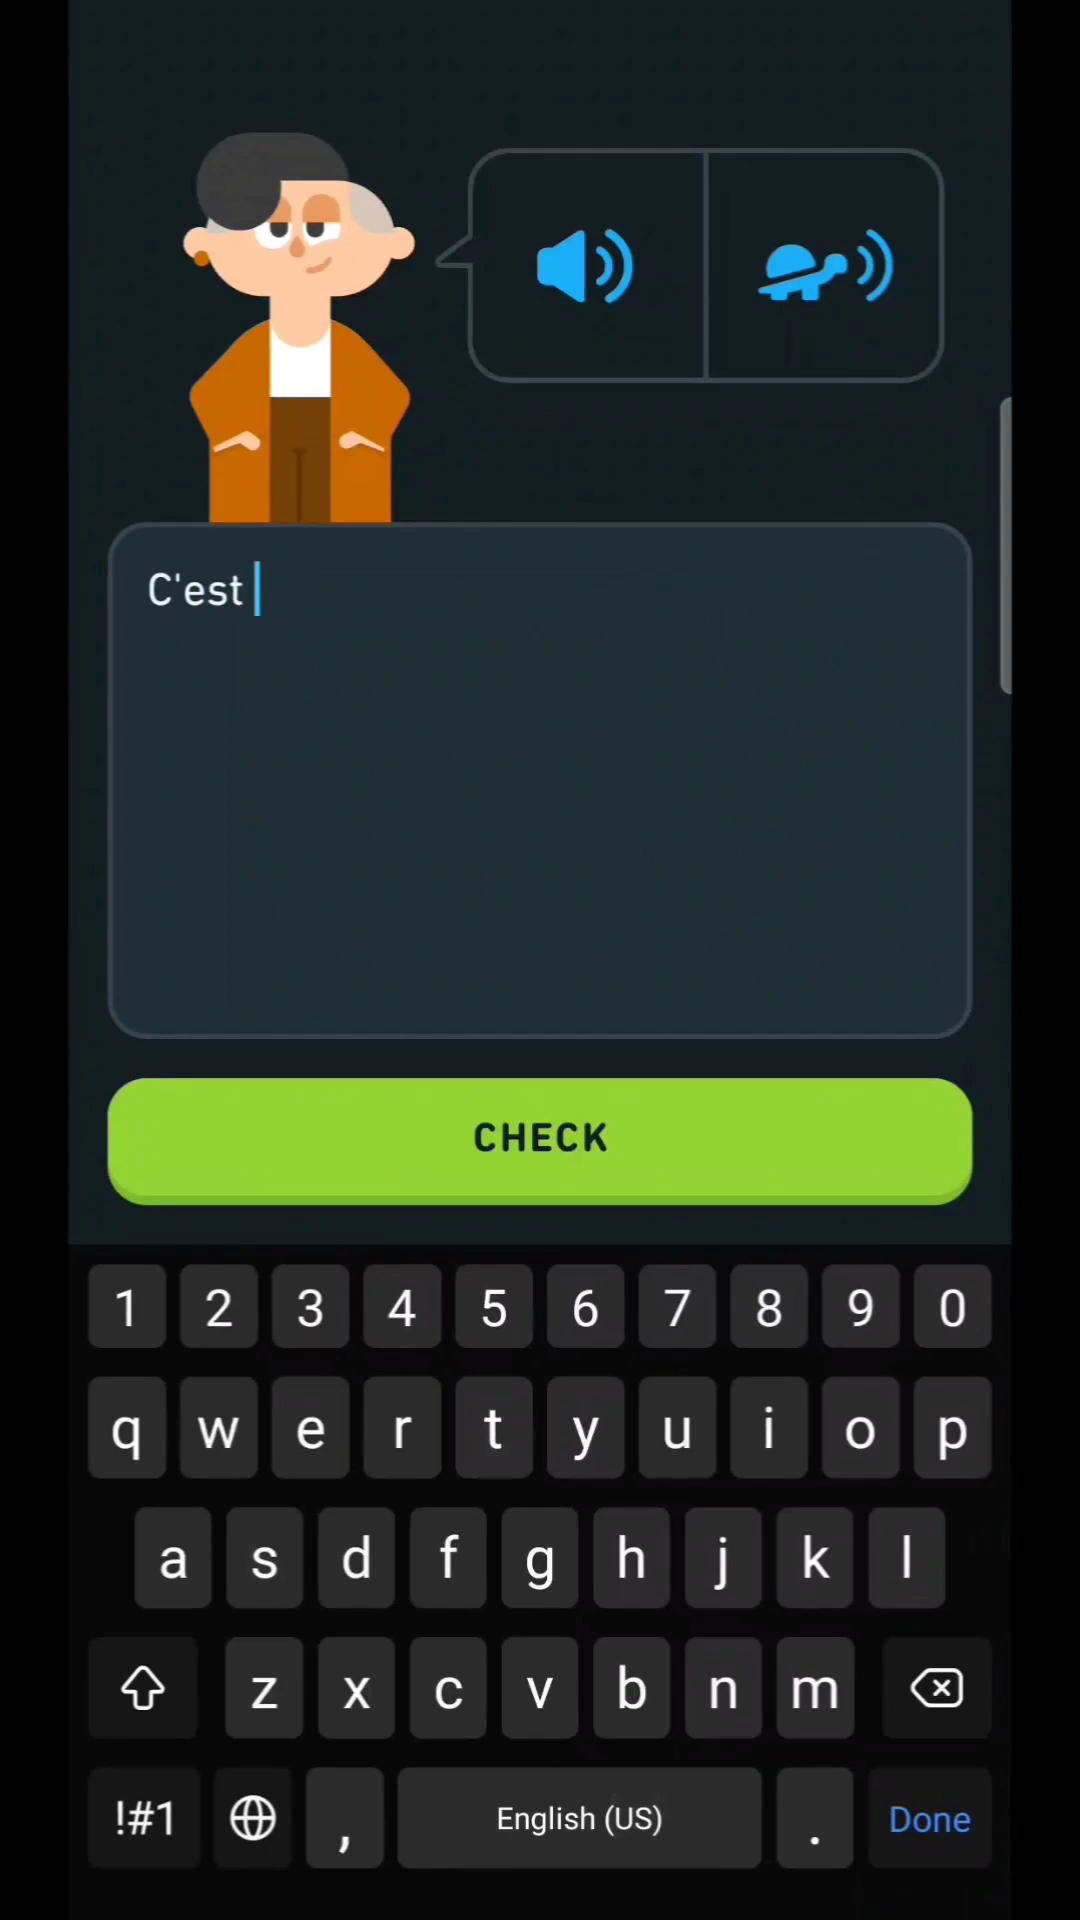 C'est
CHECK
1 2 3 4 5 6 7 8 9 0
q w e r t y u i o p
a s d f g h j k l
z x c v b n m
!#1 , English (US) . Done